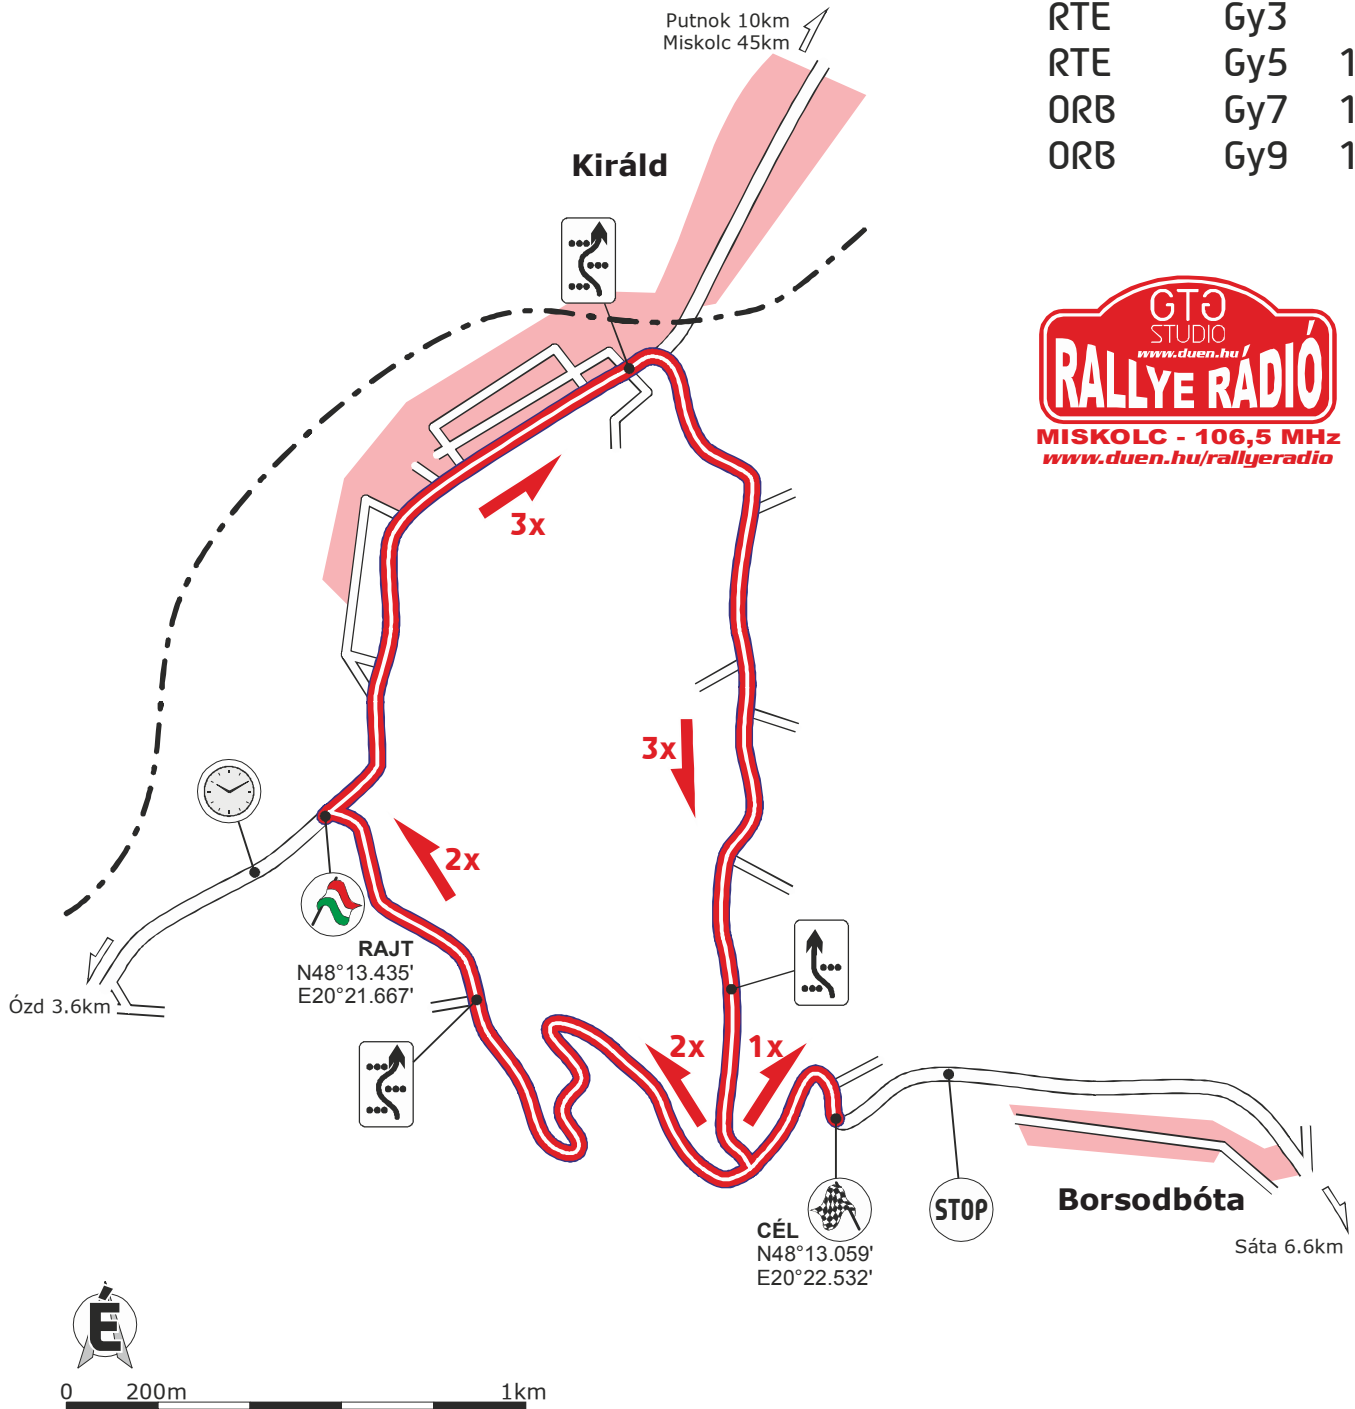 Putnok 10km
Miskolc 45km
RTE Gy3
RTE Gy5 1
ORB Gy7 1
ORB Gy9 1
Királd
GTG
STUDIO
www.duen.hu
RALLYE RÁDIÓ
MISKOLC - 106,5 MHz
www.duen.hu/rallyeradio
3x
3x
2x
RAJT
N48°13.435'
E20°21.667'
Ózd 3.6km
2x 1x
STOP
Borsodbóta
CÉL
N48°13.059'
E20°22.532'
Sáta 6.6km
É
0 200m 1km